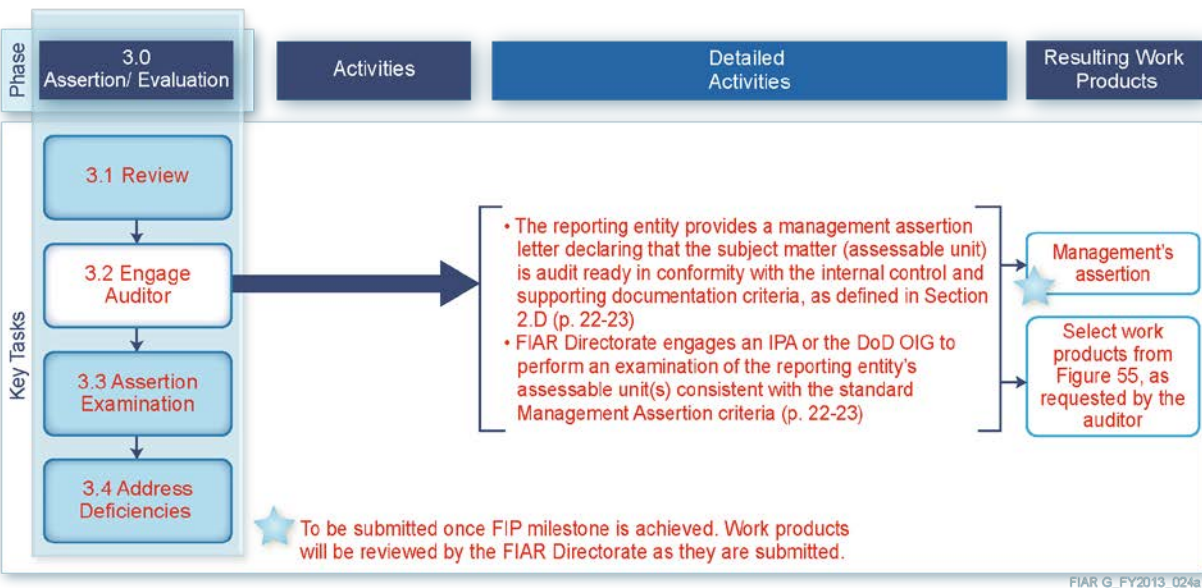 Phase
3.0
Assertion/ Evaluation
Activities
Detailed
Activities
Resulting Work
Products
Key Tasks
3.1 Review
3.2 Engage
Auditor
3.3 Assertion
Examination
3.4 Address
Deficiencies
• The reporting entity provides a management assertion
letter declaring that the subject matter (assessable unit)
is audit ready in conformity with the internal control and
supporting documentation criteria, as defined in Section
2.D (p. 22-23)
• FIAR Directorate engages an IPA or the DoD OIG to
perform an examination of the reporting entity's
assessable unit(s) consistent with the standard
Management Assertion criteria (p. 22-23)
Management's
assertion
Select work
products from
Figure 55, as
requested by the
auditor
To be submitted once FIP milestone is achieved. Work products
will be reviewed by the FIAR Directorate as they are submitted.
FIAR G_FY2013_024e